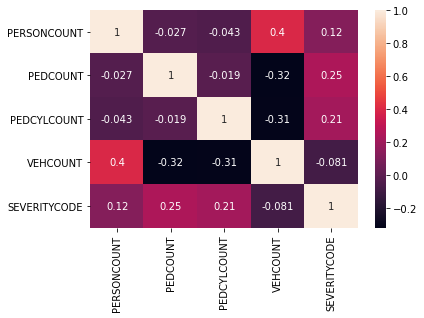 PERSONCOUNT 1 -0.027 -0.043 0.4 0.12
PEDCOUNT -0.027 1 -0.019 -0.32 0.25
PEDCYLCOUNT -0.043 -0.019 1 -0.31 0.21
VEHCOUNT 0.4 -0.32 -0.31 1 -0.081
SEVERITYCODE 0.12 0.25 0.21 -0.081 1
PERSONCOUNT
PEDCOUNT
PEDCYLCOUNT
VEHCOUNT
SEVERITYCODE
1.0
0.8
0.6
0.4
0.2
0.0
−0.2